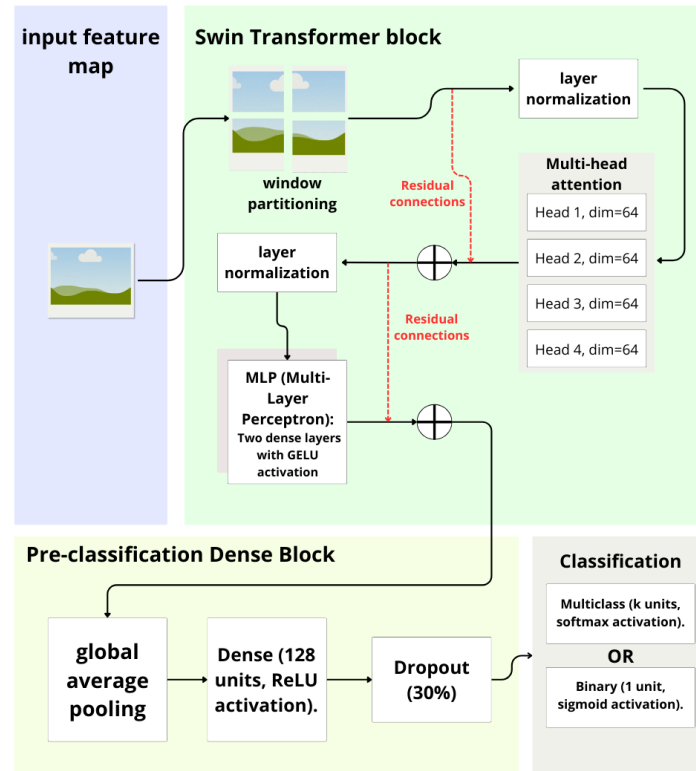 input feature
map
Swin Transformer block
window
partitioning
layer
normalization
Multi-head
attention
Head 1, dim=64
Head 2, dim=64
Head 3, dim=64
Head 4, dim=64
Residual
connections
layer
normalization
Residual
connections
MLP (Multi-
Layer
Perceptron):
Two dense layers
with GELU
activation
Pre-classification Dense Block
global
average
pooling
Dense (128
units, ReLU
activation).
Dropout
(30%)
Classification
Multiclass (k units,
softmax activation).
OR
Binary (1 unit,
sigmoid activation).